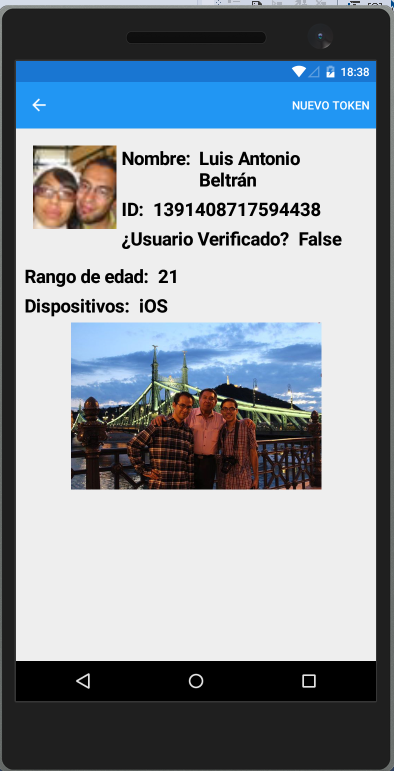 18:38
NUEVO TOKEN
Nombre: Luis Antonio
Beltrán
ID: 1391408717594438
¿Usuario Verificado? False
Rango de edad: 21
Dispositivos: iOS